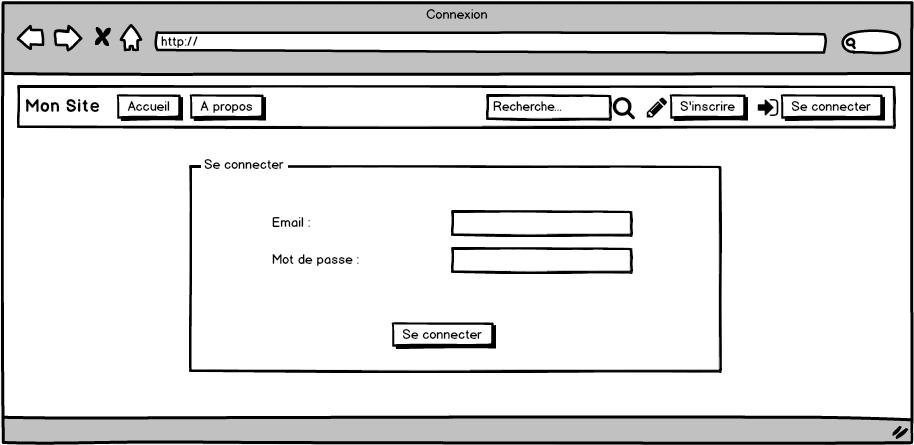 Connexion
http://
Mon Site Accueil A propos Recherche... S'inscrire Se connecter
Se connecter
Email :
Mot de passe :
Se connecter